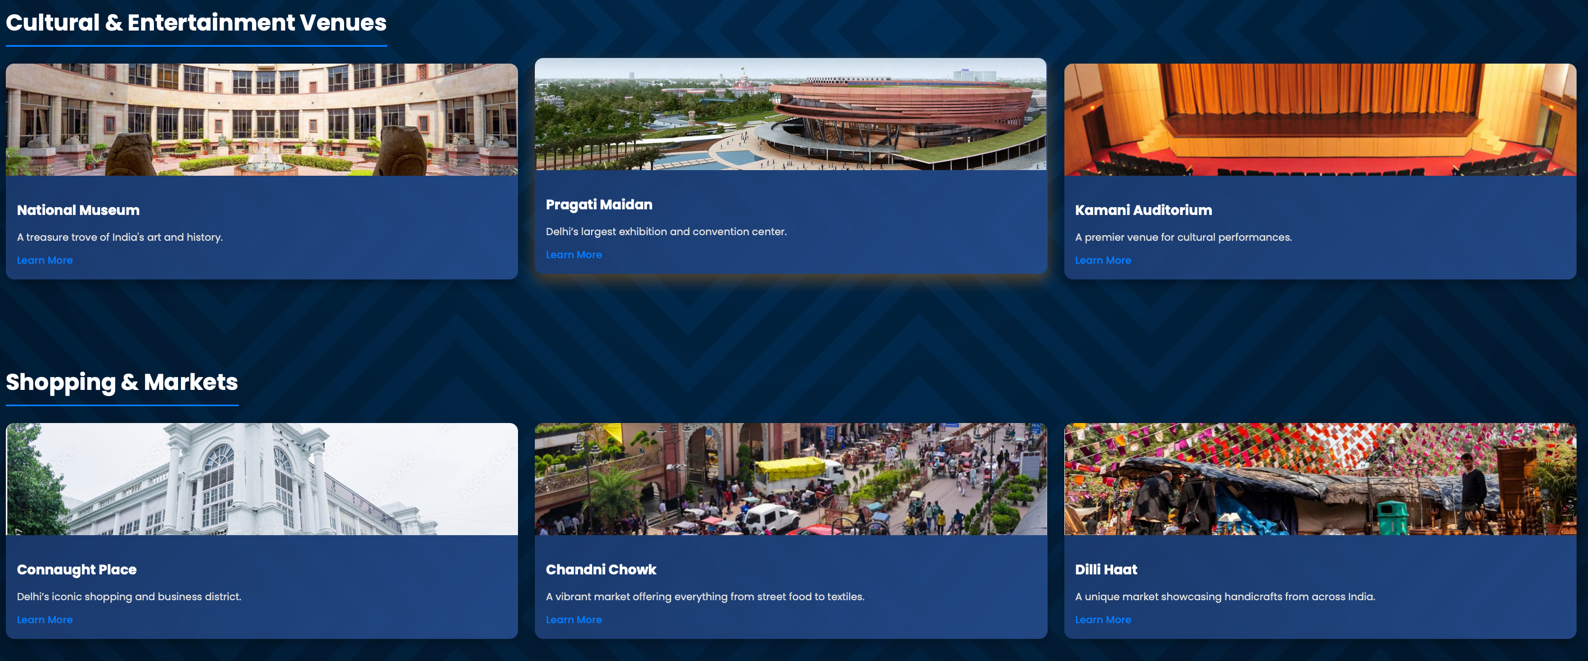 Cultural & Entertainment Venues
National Museum
A treasure trove of India's art and history.
Learn More
Pragati Maidan
Delhi's largest exhibition and convention center.
Learn More
Kamani Auditorium
A premier venue for cultural performances.
Learn More
Shopping & Markets
Connaught Place
Delhi's iconic shopping and business district.
Learn More
Chandni Chowk
A vibrant market offering everything from street food to textiles.
Learn More
Dilli Haat
A unique market showcasing handicrafts from across India.
Learn More